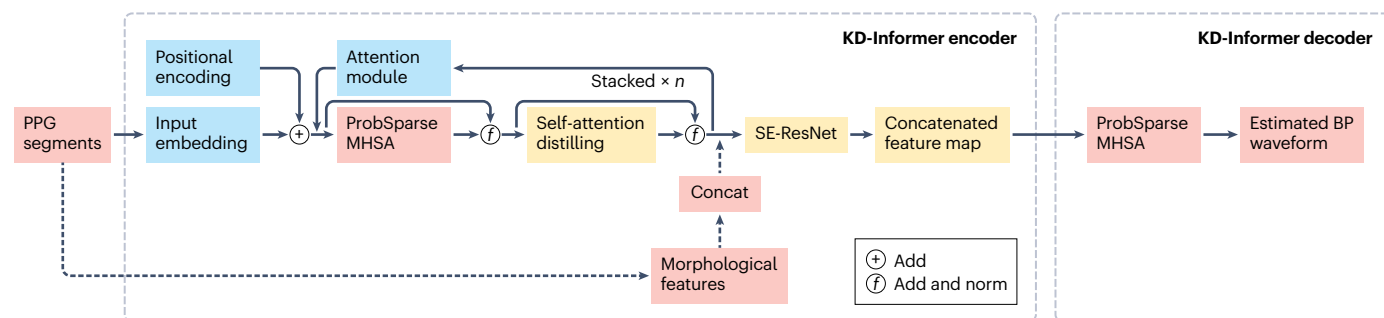 KD-Informer encoder
KD-Informer decoder
Positional
encoding
Attention
module
Stacked × n
PPG
segments
Input
embedding
+
ProbSparse
MHSA
f
Self-attention
distilling
f
SE-ResNet
Concatenated
feature map
ProbSparse
MHSA
Estimated BP
waveform
Concat
Morphological
features
+ Add
f Add and norm